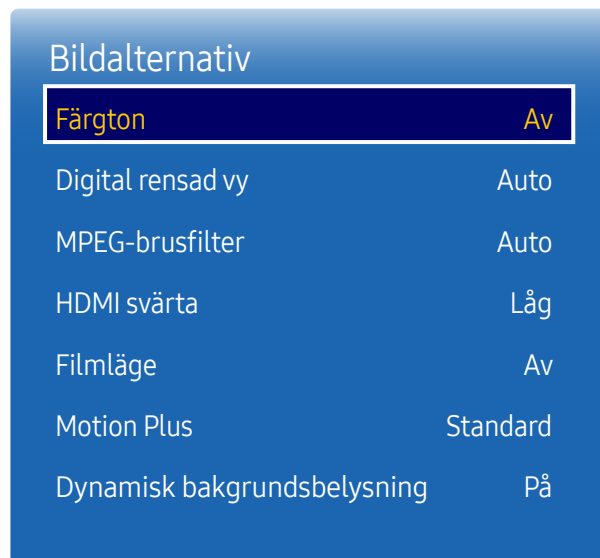 Bildalternativ
Färgton Av
Digital rensad vy Auto
MPEG-brusfilter Auto
HDMI svärta Låg
Filmläge Av
Motion Plus Standard
Dynamisk bakgrundsbelysning På